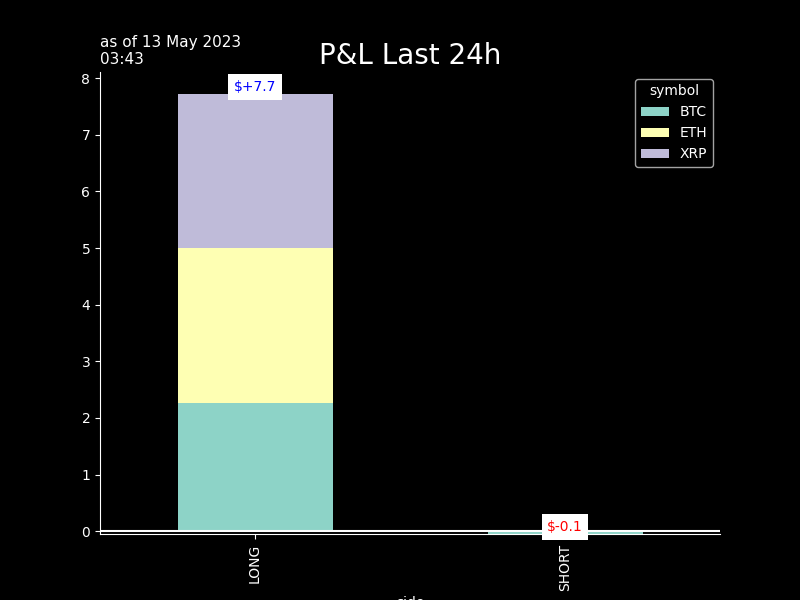 as of 13 May 2023
03:43
P&L Last 24h
8
7
6
5
4
3
2
1
0
$+7.7
$-0.1
symbol
BTC
ETH
XRP
LONG
SHORT